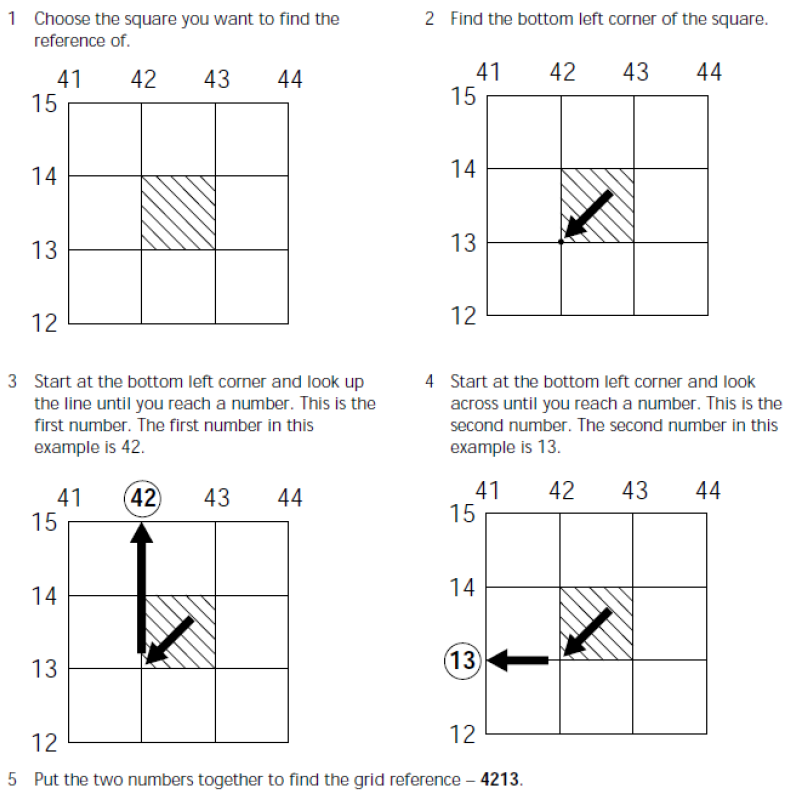 1 Choose the square you want to find the
reference of.
41 42 43 44
15
14
13
12
2 Find the bottom left corner of the square.
41 42 43 44
15
14
13
12
3 Start at the bottom left corner and look up
the line until you reach a number. This is the
first number. The first number in this
example is 42.
41 42 43 44
15
14
13
12
4 Start at the bottom left corner and look
across until you reach a number. This is the
second number. The second number in this
example is 13.
41 42 43 44
15
14
13
12
5 Put the two numbers together to find the grid reference – 4213.